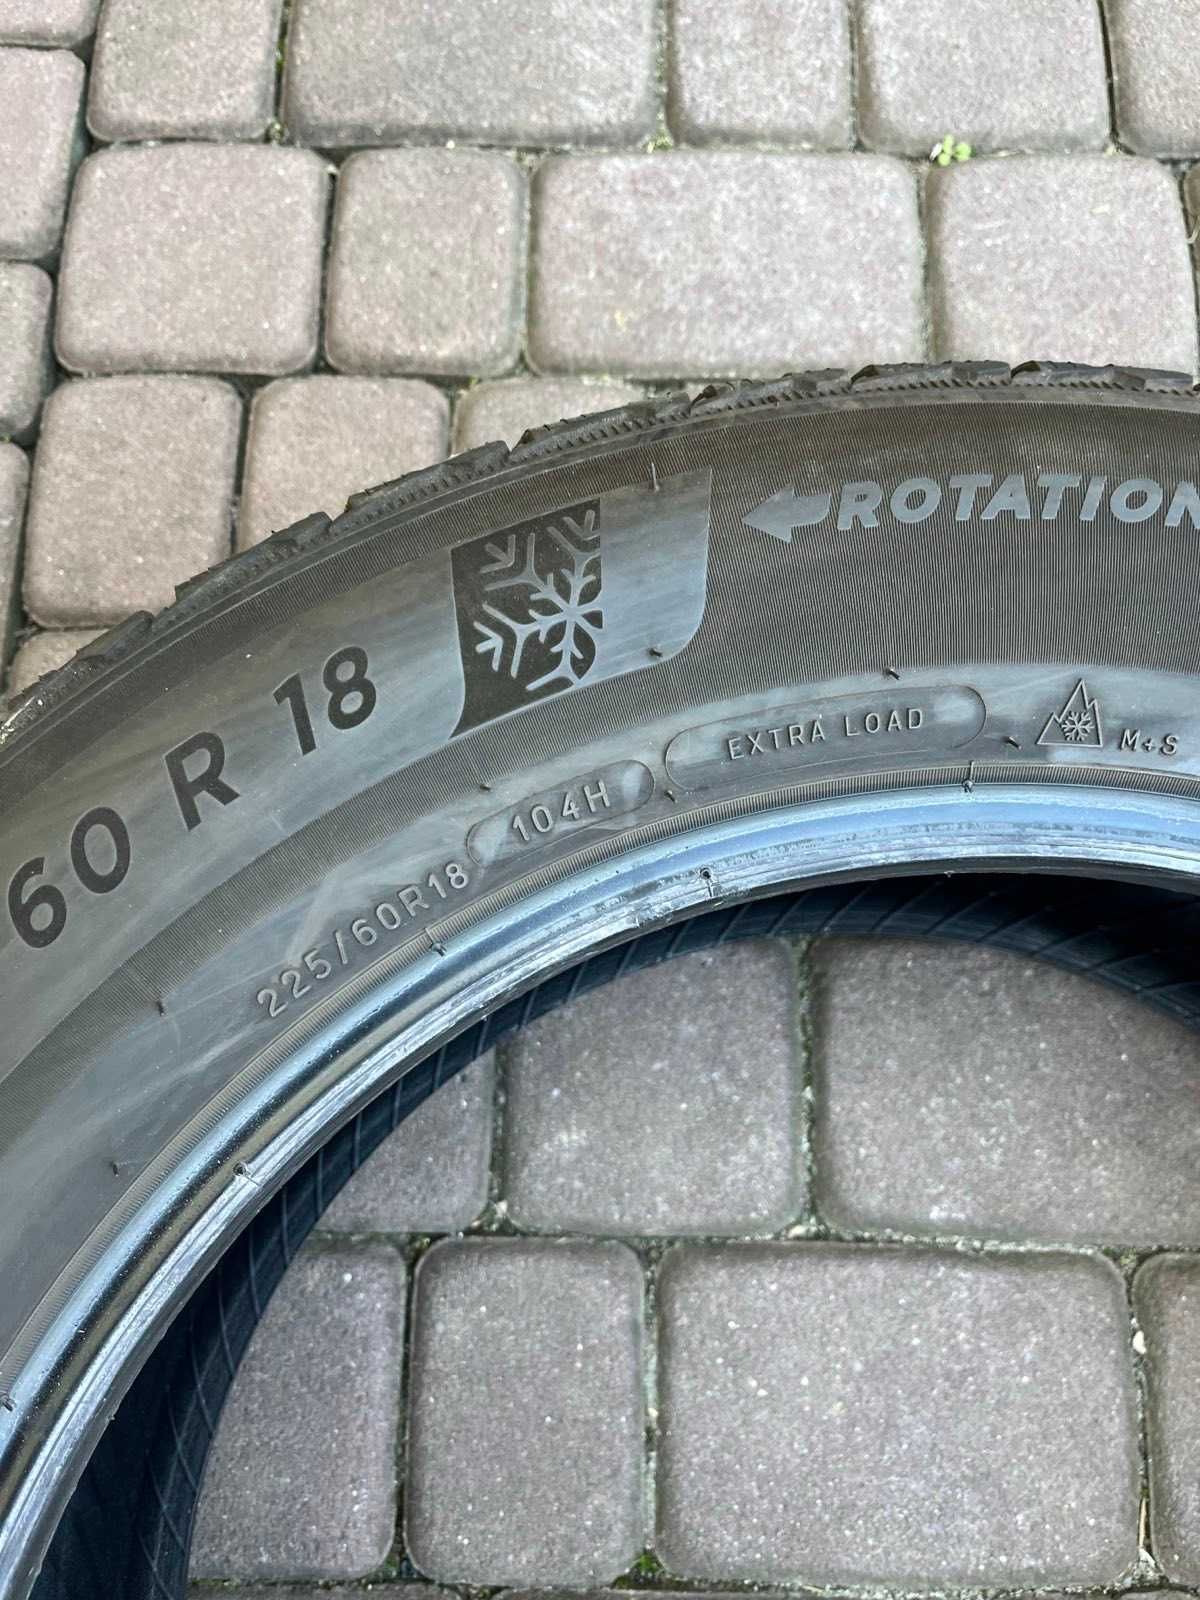 ROTATION
60 R 18
EXTRA LOAD
M+S
104H
225/60R18